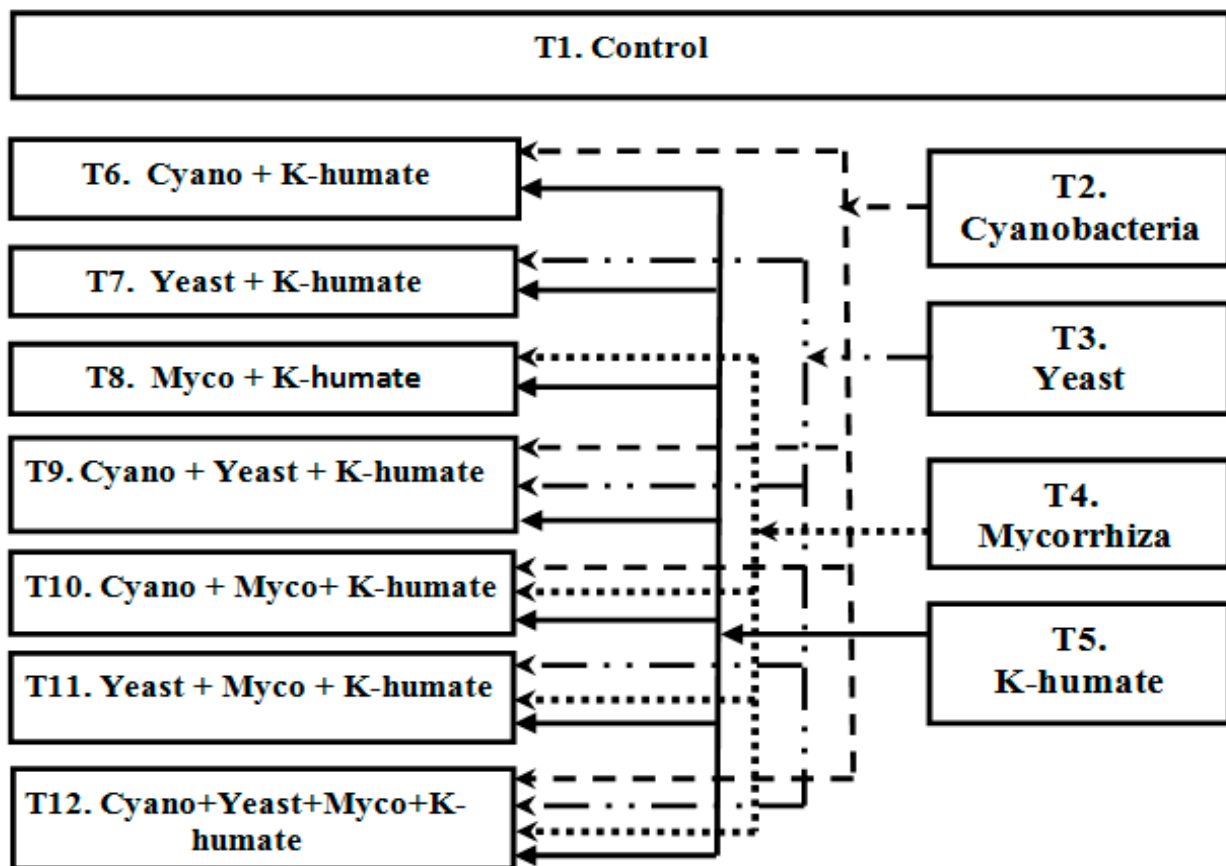 T1. Control
T6. Cyano + K-humate
T7. Yeast + K-humate
T8. Myco + K-humate
T9. Cyano + Yeast + K-humate
T10. Cyano + Myco+ K-humate
T11. Yeast + Myco + K-humate
T12. Cyano+Yeast+Myco+K-
humate
T2.
Cyanobacteria
T3.
Yeast
T4.
Mycorrhiza
T5.
K-humate